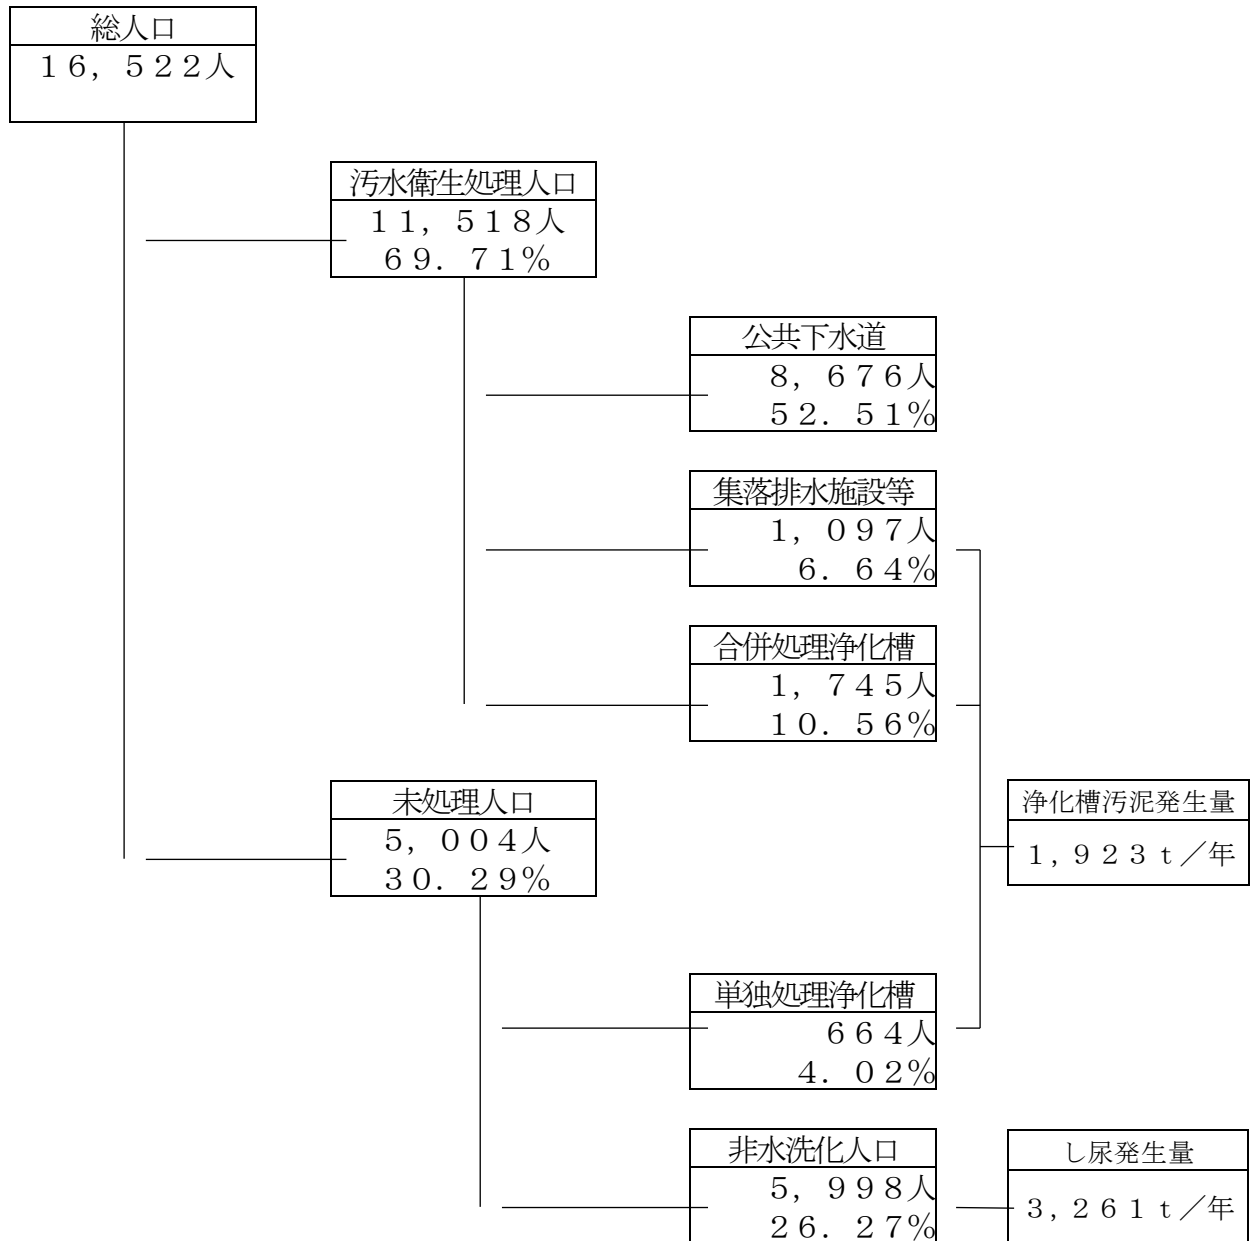 総人口
１６，５２２人
汚水衛生処理人口
１１，５１８人
６９．７１％
公共下水道
８，６７６人
５２．５１％
集落排水施設等
１，０９７人
６．６４％
合併処理浄化槽
１，７４５人
１０．５６％
未処理人口
５，００４人
３０．２９％
浄化槽汚泥発生量
１，９２３ｔ／年
単独処理浄化槽
６６４人
４．０２％
非水洗化人口
５，９９８人
２６．２７％
し尿発生量
３，２６１ｔ／年